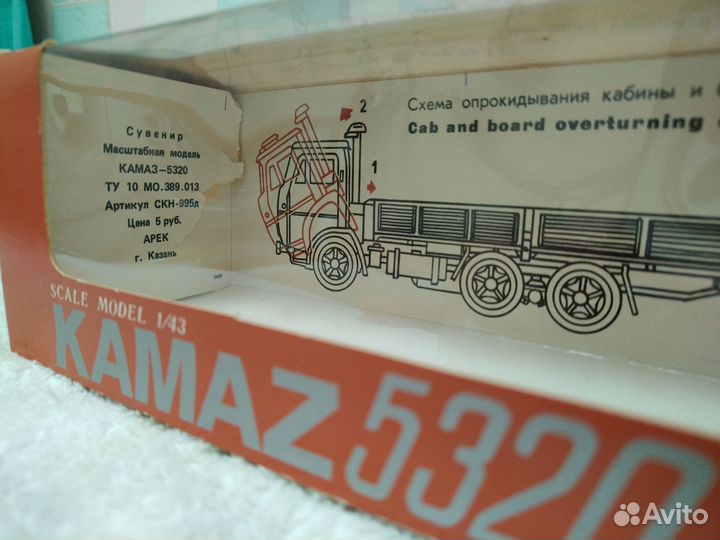 Сувенир
Масштабная модель
КАМАЗ–5320
ТУ 10 МО.389.013
Артикул СКН-995д
Цена 5 руб.
АРЕК
г. Казань
Схема опрокидывания кабины и
Cab and board overturning
2
1
SCALE MODEL 1/43
KAMAZ 5320
Avito